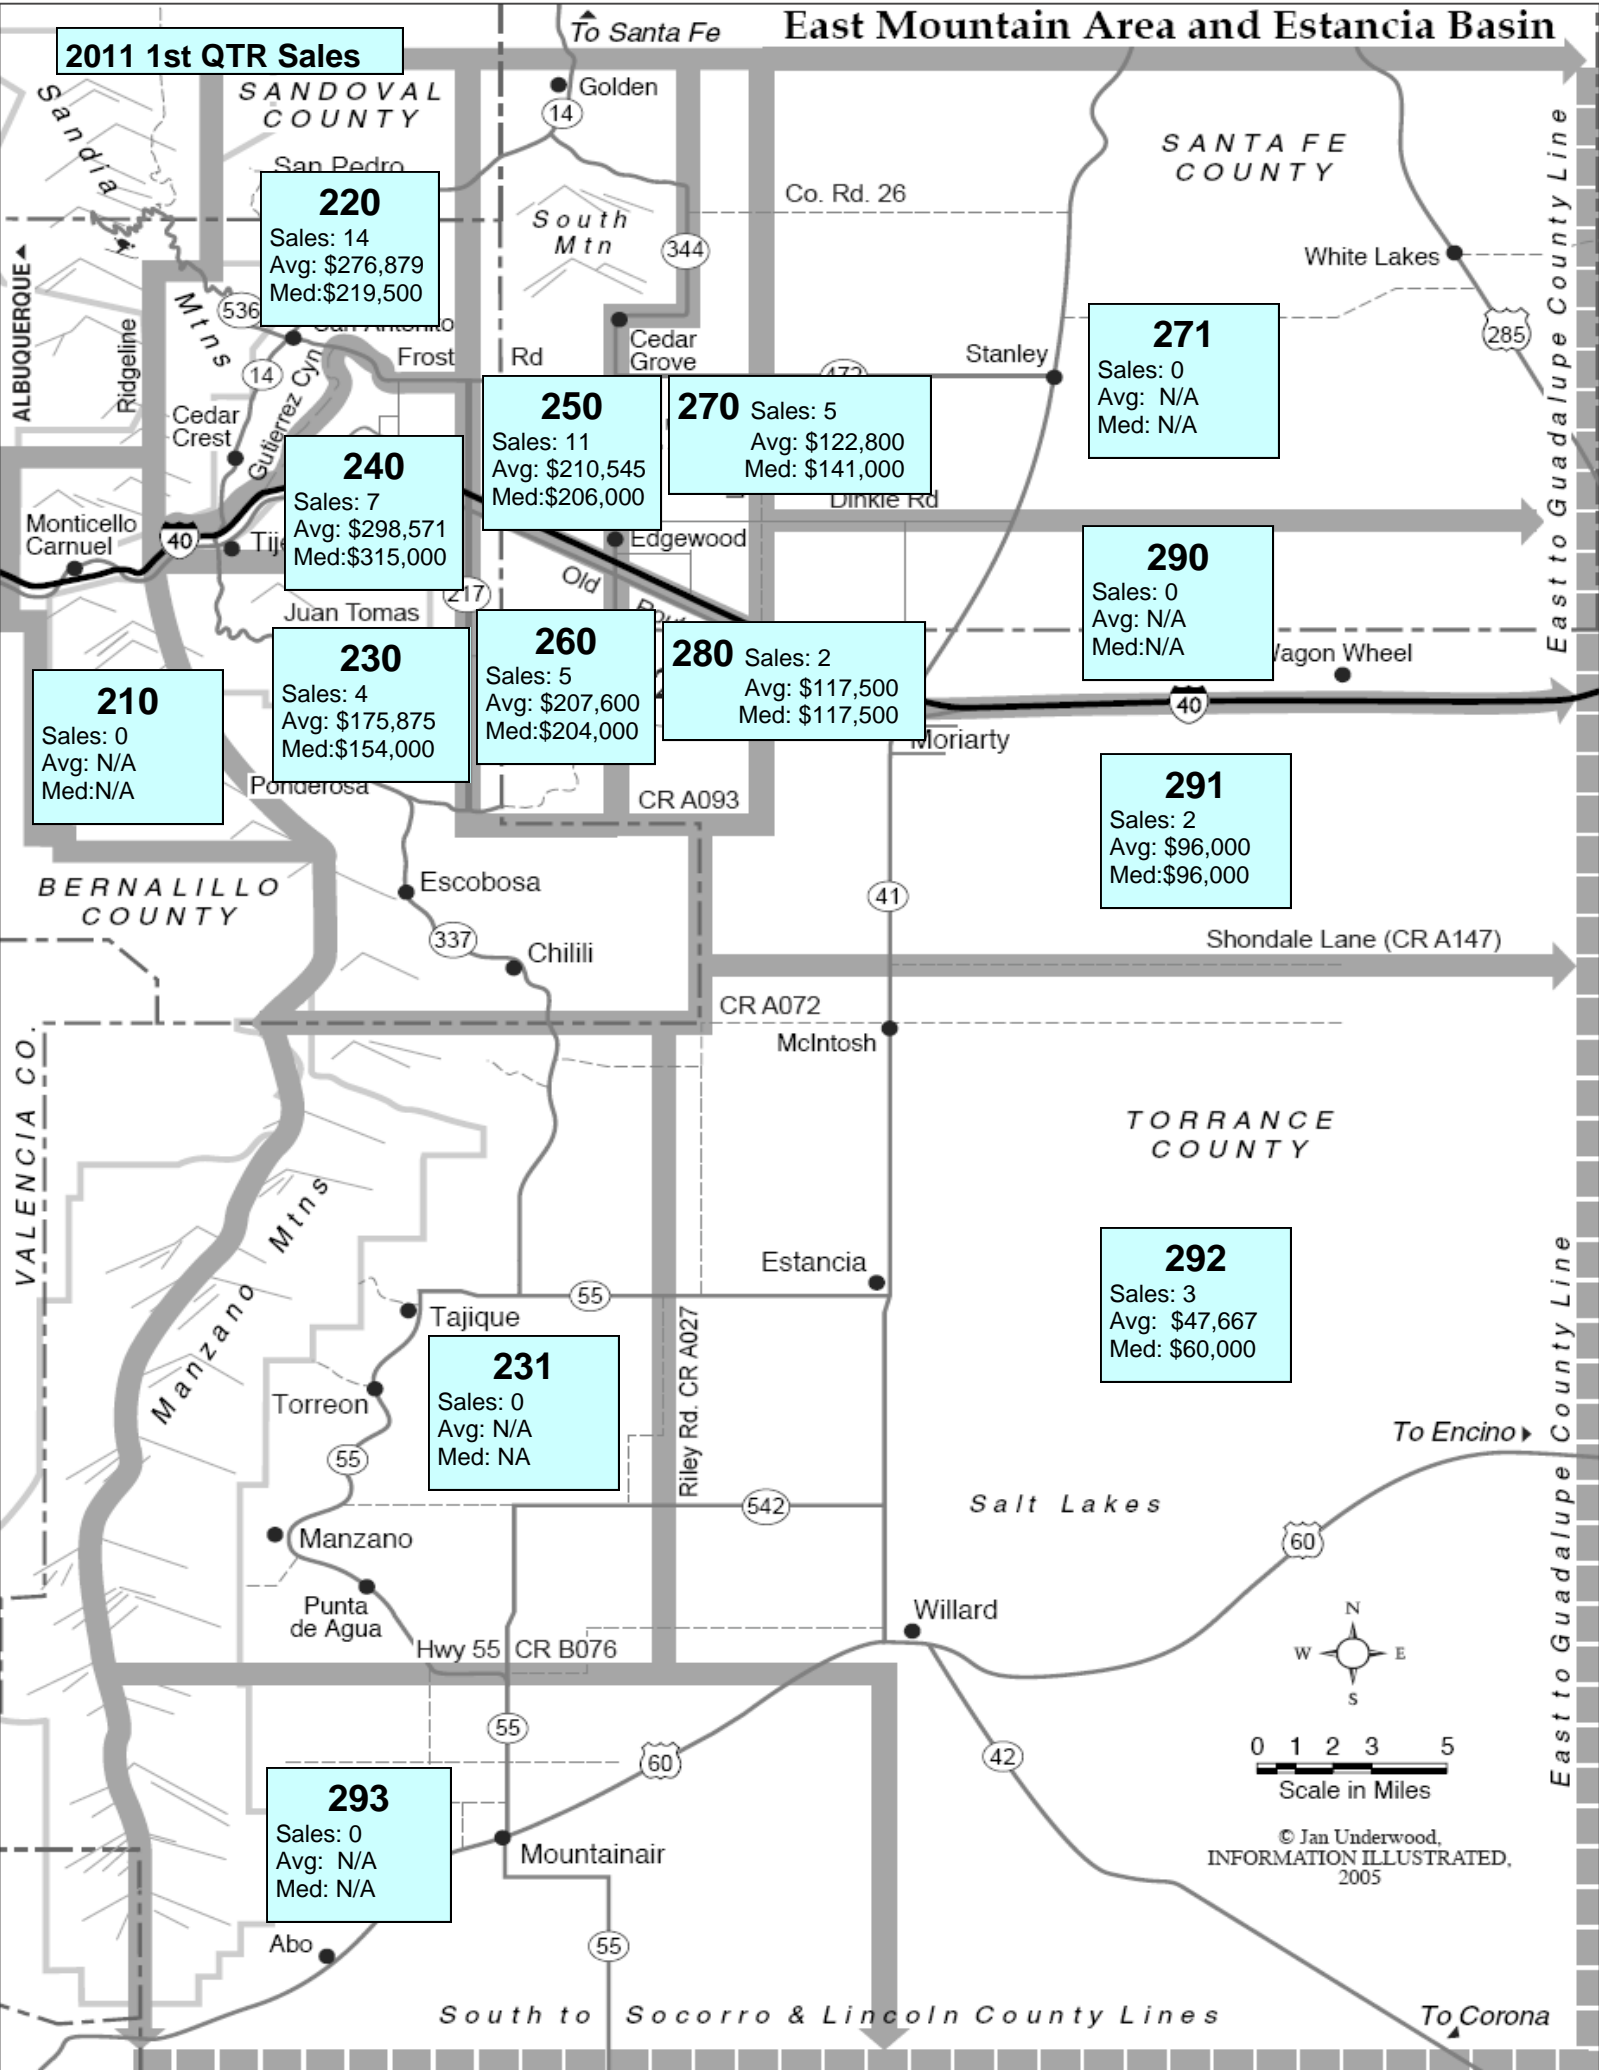 To Santa Fe
East Mountain Area and Estancia Basin
2011 1st QTR Sales
SANDOVAL
COUNTY
Golden
14
Sandia
Mtns
SANTA FE
COUNTY
San Pedro
220
Sales: 14
Avg: $276,879
Med:$219,500
South
Mtn
Co. Rd. 26
344
White Lakes
285
ALBUQUERQUE
Ridgeline
536
San Antonito
Cedar
Grove
Frost Rd
Stanley
472
14
Cedar
Crest
Gutierrez Cyn
271
Sales: 0
Avg: N/A
Med: N/A
East to Guadalupe County Line
250
Sales: 11
Avg: $210,545
Med:$206,000
270 Sales: 5
Avg: $122,800
Med: $141,000
240
Sales: 7
Avg: $298,571
Med:$315,000
Dinkle Rd
Monticello
Carnuel
40
Edgewood
Old
217
Juan Tomas
290
Sales: 0
Avg: N/A
Med:N/A
Wagon Wheel
230
Sales: 4
Avg: $175,875
Med:$154,000
260
Sales: 5
Avg: $207,600
Med:$204,000
280 Sales: 2
Avg: $117,500
Med: $117,500
210
Sales: 0
Avg: N/A
Med:N/A
40
Moriarty
Ponderosa
CR A093
291
Sales: 2
Avg: $96,000
Med:$96,000
BERNALILLO
COUNTY
Escobosa
41
337
Chilili
Shondale Lane (CR A147)
CR A072
McIntosh
VALENCIA CO.
TORRANCE
COUNTY
Manzano Mtns
Estancia
292
Sales: 3
Avg: $47,667
Med: $60,000
55
Tajique
Riley Rd. CR A027
231
Sales: 0
Avg: N/A
Med: NA
Torreon
East to Guadalupe County Line
To Encino
55
542
Salt Lakes
60
Manzano
Punta
de Agua
Willard
Hwy 55 CR B076
N
W E
S
55
60
42
0 1 2 3 5
Scale in Miles
293
Sales: 0
Avg: N/A
Med: N/A
Mountainair
© Jan Underwood,
INFORMATION ILLUSTRATED,
2005
Abo
55
South to Socorro & Lincoln County Lines
To Corona